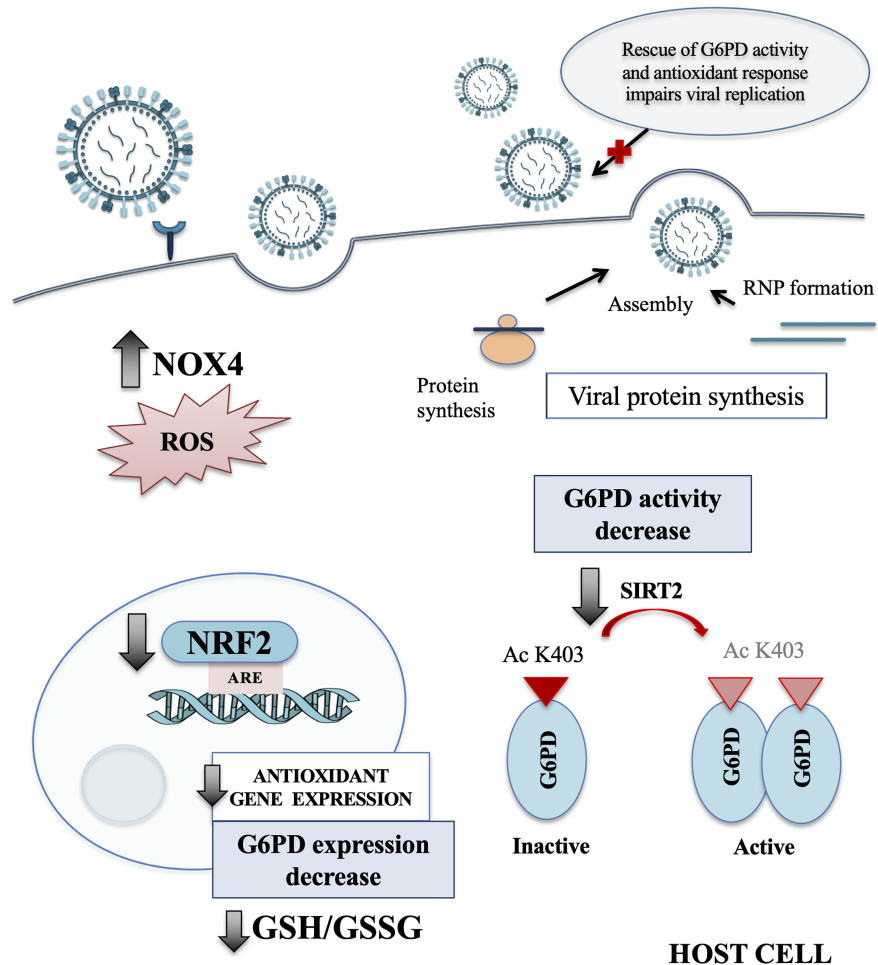 Rescue of G6PD activity
and antioxidant response
impairs viral replication
RNP formation
Assembly
NOX4
Protein
synthesis
Viral protein synthesis
ROS
G6PD activity
decrease
SIRT2
NRF2
ARE
Ac K403
Ac K403
G6PD
G6PD
G6PD
ANTIOXIDANT
GENE EXPRESSION
Inactive
Active
G6PD expression
decrease
GSH/GSSG
HOST CELL